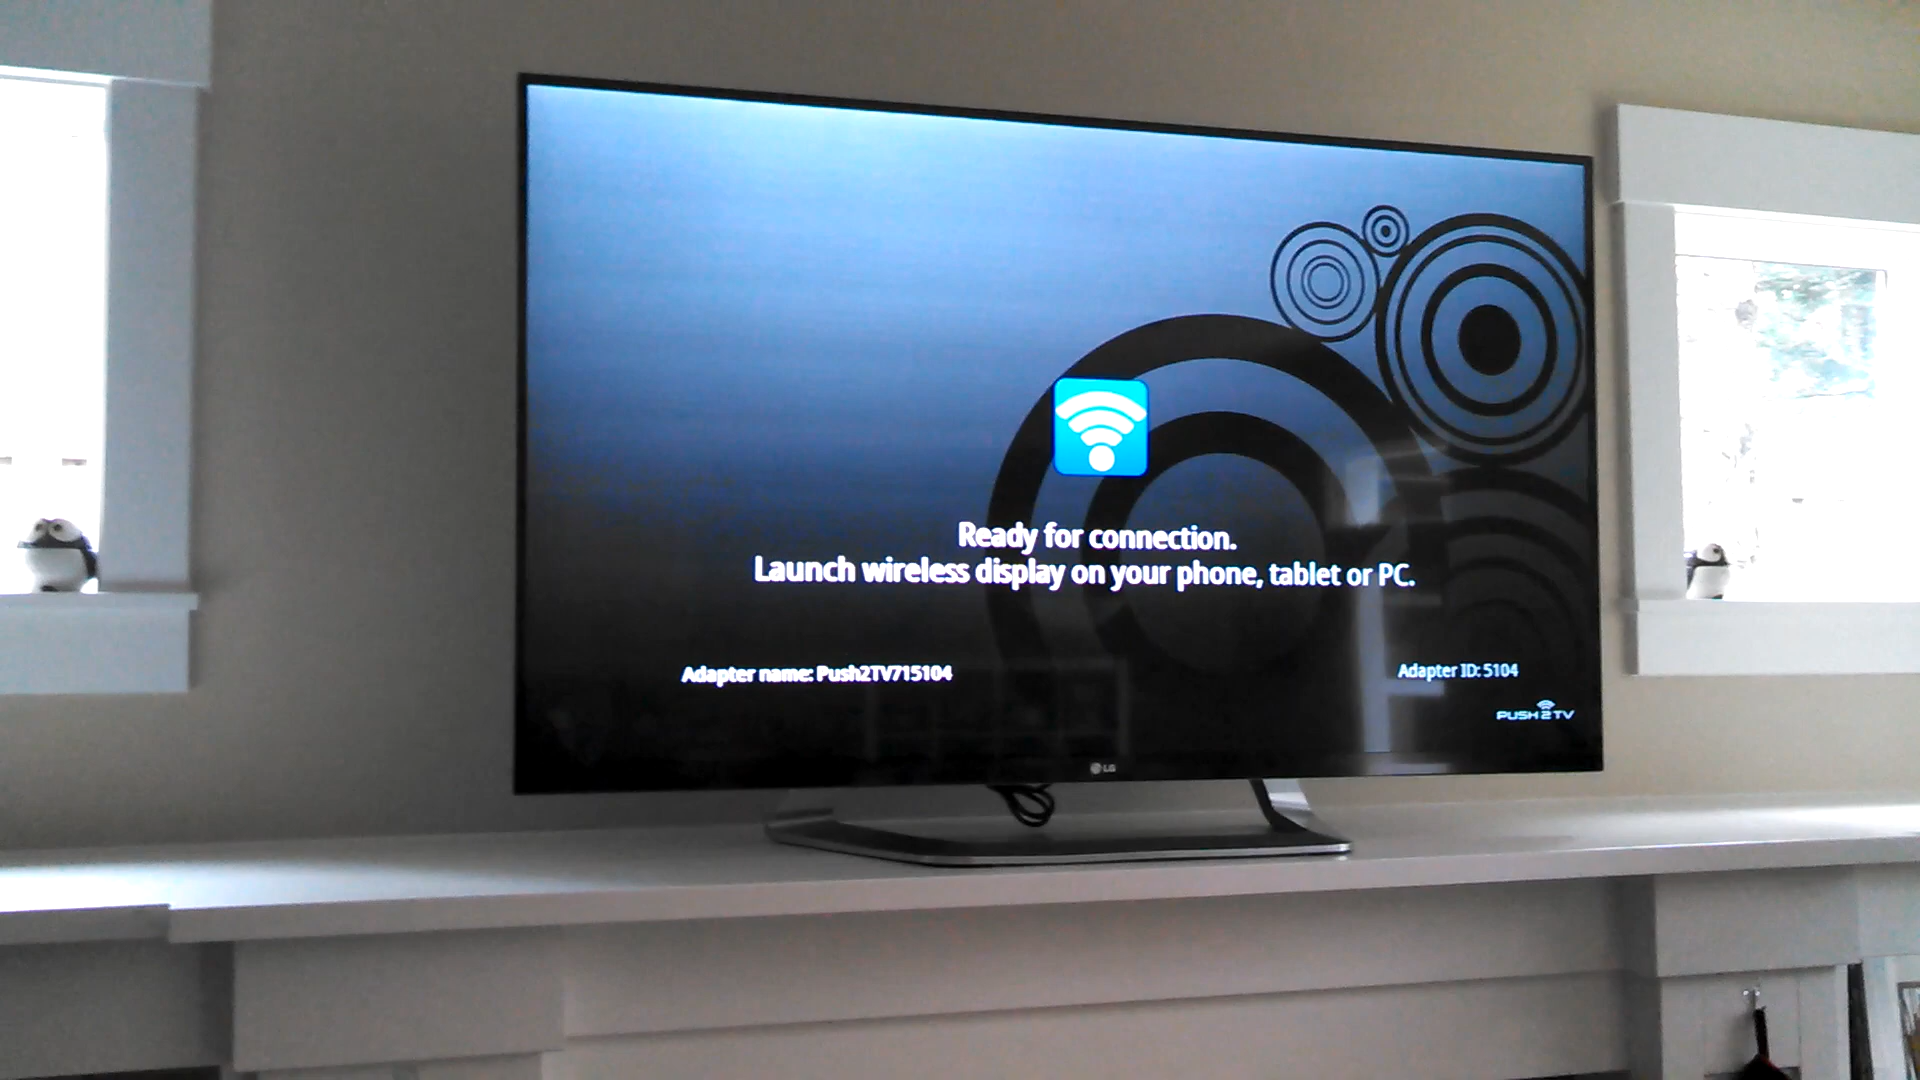 Ready for connection.
Launch wireless display on your phone, tablet or PC.
Adapter name: Push2TV715104
Adapter ID: 5104
PUSH2TV
LG